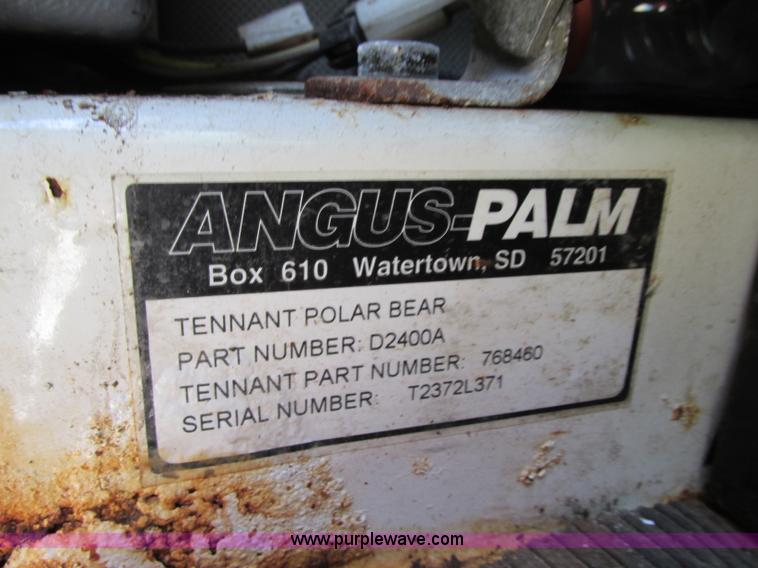 ANGUS-PALM
Box 610 Watertown, SD 57201
TENNANT POLAR BEAR
PART NUMBER: D2400A
TENNANT PART NUMBER: 768460
SERIAL NUMBER: T2372L371
www.purplewave.com